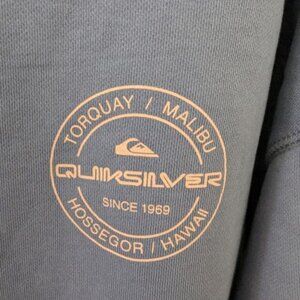 TORQUAY / MALIBU
QUIKSILVER
SINCE 1969
HOSSEGOR / HAWAII